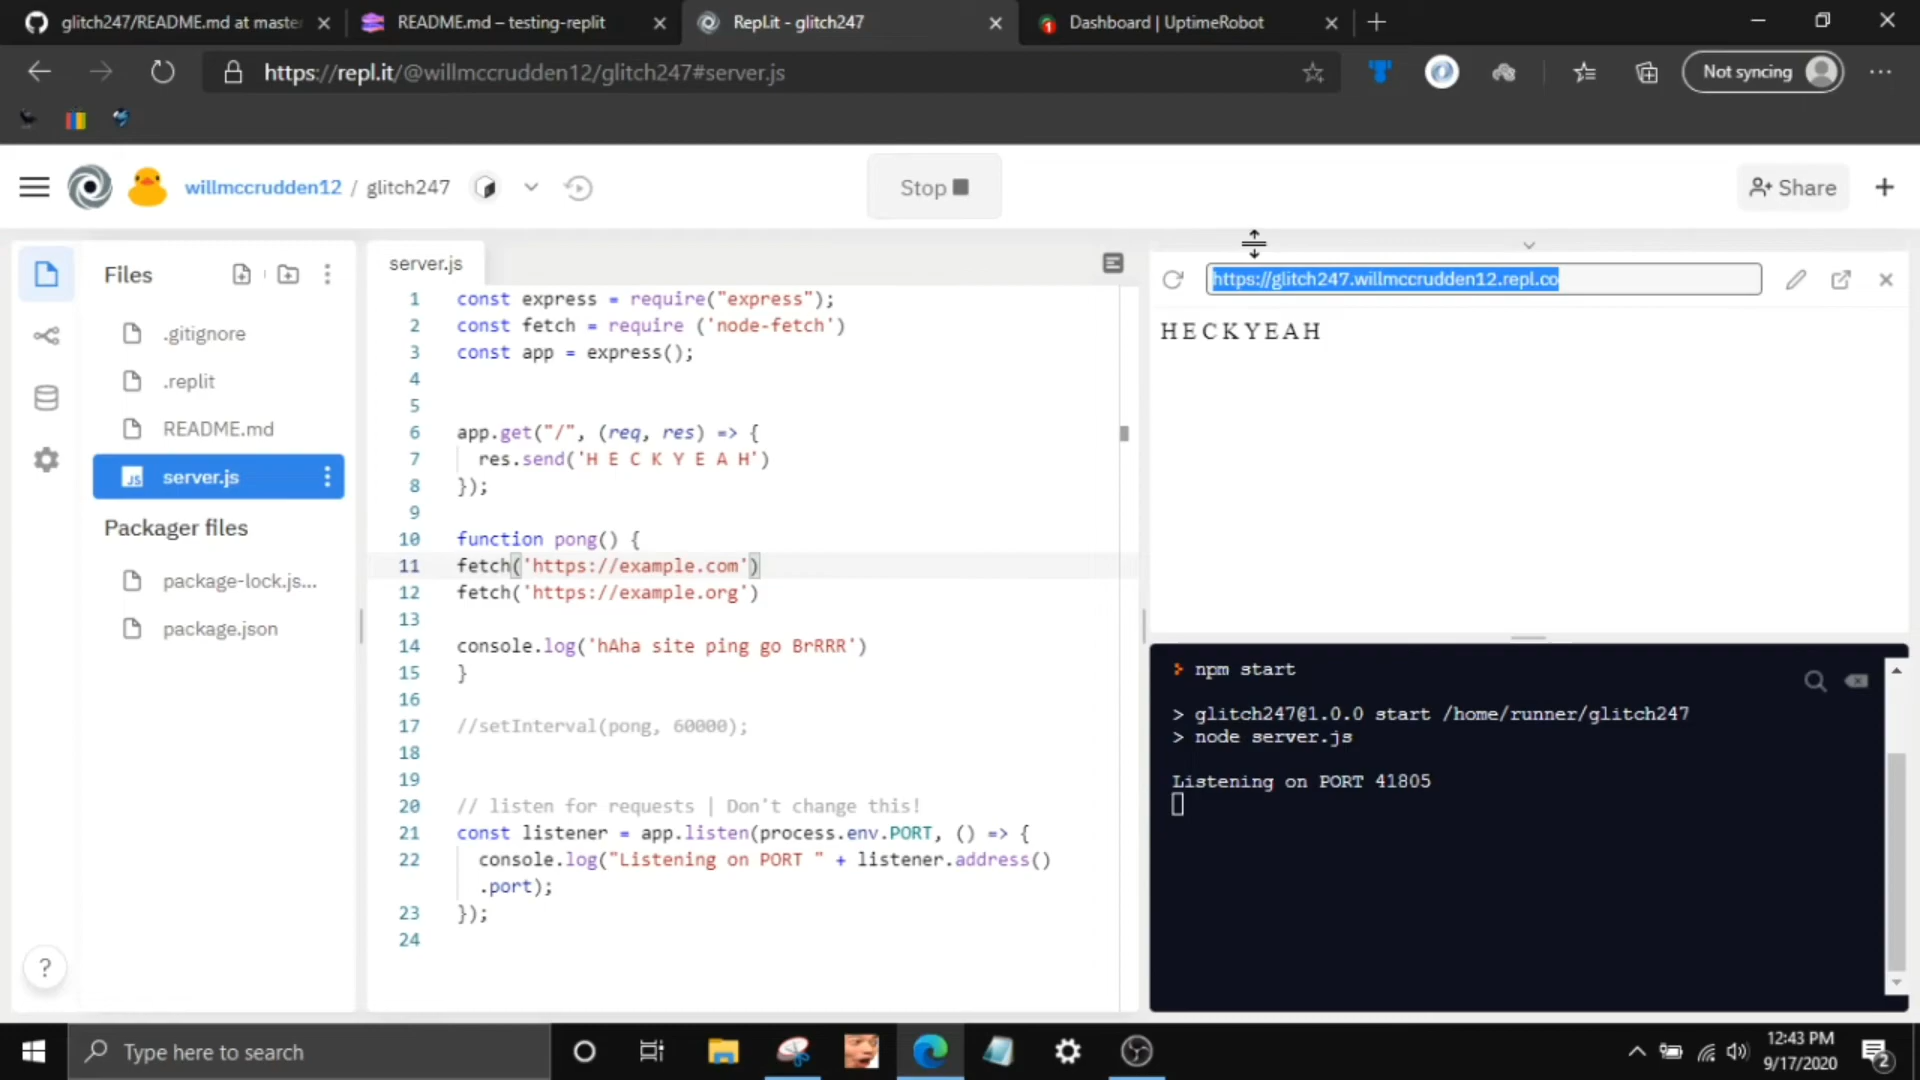 glitch247/README.md at master
README.md – testing-replit
Repl.it - glitch247
Dashboard | UptimeRobot
https://repl.it/@willmccrudden12/glitch247#server.js
Not syncing
willmccrudden12 / glitch247
Stop
Share
Files
.gitignore
.replit
README.md
server.js
Packager files
package-lock.js...
package.json
server.js
1 const express = require("express");
2 const fetch = require ('node-fetch')
3 const app = express();
4
5
6 app.get("/", (req, res) => {
7 res.send('H E C K Y E A H')
8 });
9
10 function pong() {
11 fetch('https://example.com')
12 fetch('https://example.org')
13
14 console.log('hAha site ping go BrRRR')
15 }
16
17 //setInterval(pong, 60000);
18
19
20 // listen for requests | Don't change this!
21 const listener = app.listen(process.env.PORT, () => {
22 console.log("Listening on PORT " + listener.address()
.port);
23 });
24
https://glitch247.willmccrudden12.repl.co
H E C K Y E A H
npm start
> glitch247@1.0.0 start /home/runner/glitch247
> node server.js
Listening on PORT 41805
?
Type here to search
12:43 PM
9/17/2020
2